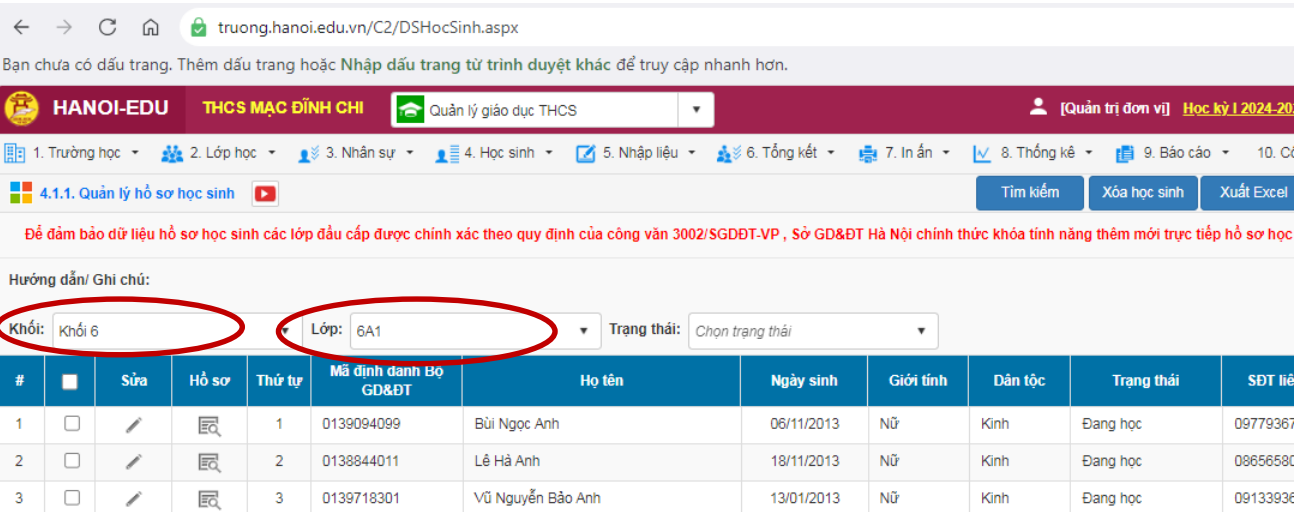 truong.hanoi.edu.vn/C2/DSHocSinh.aspx
Bạn chưa có dấu trang. Thêm dấu trang hoặc Nhập dấu trang từ trình duyệt khác để truy cập nhanh hơn.
HANOI-EDU THCS MẠC ĐĨNH CHI Quản lý giáo dục THCS [Quản trị đơn vị] Học kỳ I 2024-202
1. Trường học 2. Lớp học 3. Nhân sự 4. Học sinh 5. Nhập liệu 6. Tổng kết 7. In ấn 8. Thống kê 9. Báo cáo 10.
4.1.1. Quản lý hồ sơ học sinh Tìm kiếm Xóa học sinh Xuất Excel
Để đảm bảo dữ liệu hồ sơ học sinh các lớp đầu cấp được chính xác theo quy định của công văn 3002/SGDĐT-VP , Sở GD&ĐT Hà Nội chính thức khóa tính năng thêm mới trực tiếp hồ sơ học
Hướng dẫn/ Ghi chú:
Khối: Khối 6 Lớp: 6A1 Trạng thái: Chọn trạng thái
# Sửa Hồ sơ Thứ tự Mã định danh Bộ GD&ĐT Họ tên Ngày sinh Giới tính Dân tộc Trạng thái SĐT liê
1 1 0139094099 Bùi Ngọc Anh 06/11/2013 Nữ Kinh Đang học 09779367
2 2 0138844011 Lê Hà Anh 18/11/2013 Nữ Kinh Đang học 08656580
3 3 0139718301 Vũ Nguyễn Bảo Anh 13/01/2013 Nữ Kinh Đang học 09133936